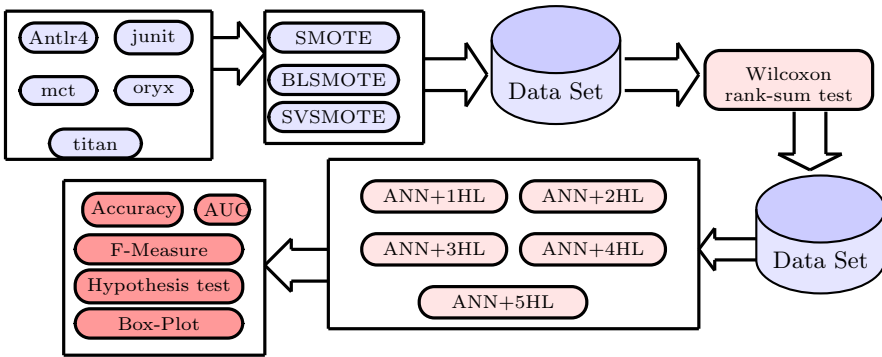 Antlr4
junit
mct
oryx
titan
SMOTE
BLSMOTE
SVSMOTE
Data Set
Wilcoxon
rank-sum test
Data Set
ANN+1HL
ANN+2HL
ANN+3HL
ANN+4HL
ANN+5HL
Accuracy
AUC
F-Measure
Hypothesis test
Box-Plot